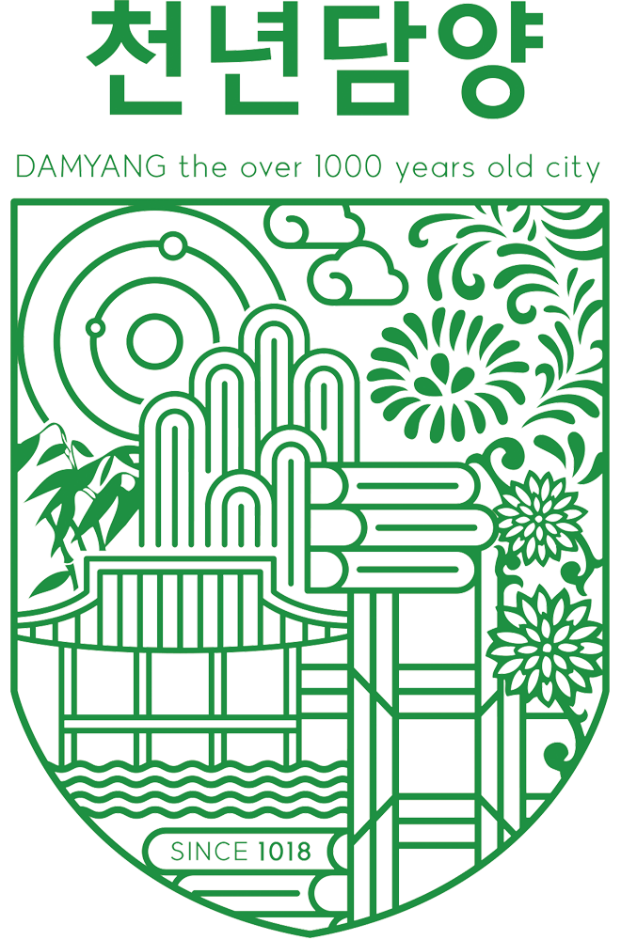 천년담양
DAMYANG the over 1000 years old city
SINCE 1018